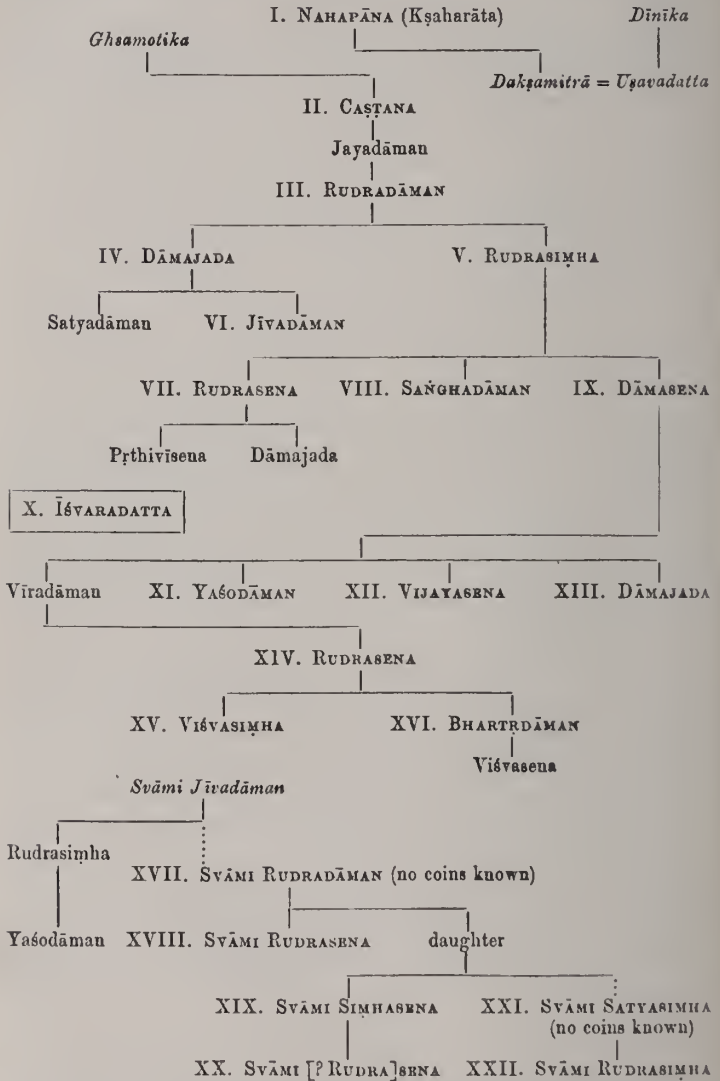 I. NAHAPĀNA (Kṣaharāta) Dīnīka
Ghsamotika
Dakṣamitrā = Uṣavadatta
II. CAṢṬANA
Jayadāman
III. RUDRADĀMAN
IV. DĀMAJADA V. RUDRASIṂHA
Satyadāman VI. JĪVADĀMAN
VII. RUDRASENA VIII. SAṄGHADĀMAN IX. DĀMASENA
Pṛthivīsena Dāmajada
X. ĪŚVARADATTA
Vīradāman XI. YAŚODĀMAN XII. VIJAYASENA XIII. DĀMAJADA
XIV. RUDRASENA
XV. VIŚVASIṂHA XVI. BHARTṚDĀMAN
Viśvasena
Svāmi Jīvadāman
Rudrasiṃha
XVII. SVĀMI RUDRADĀMAN (no coins known)
Yaśodāman XVIII. SVĀMI RUDRASENA daughter
XIX. SVĀMI SIṂHASENA XXI. SVĀMI SATYASIṂHA
(no coins known)
XX. SVĀMI [? RUDRA]SENA XXII. SVĀMI RUDRASIṂHA